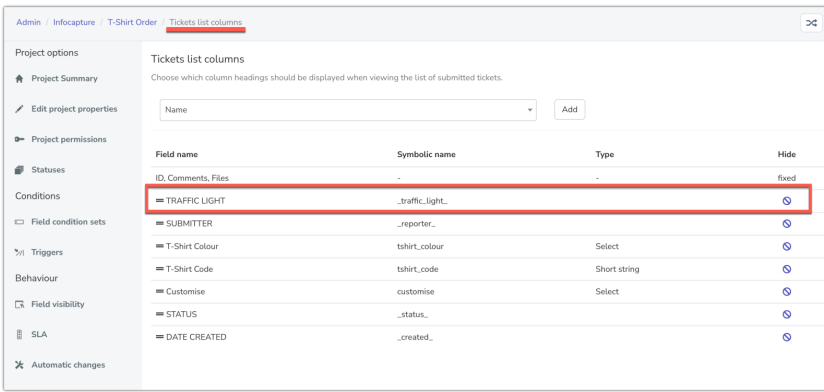 Admin / Infocapture / T-Shirt Order / Tickets list columns
Project options
Project Summary
Edit project properties
Project permissions
Statuses
Conditions
Field condition sets
Triggers
Behaviour
Field visibility
SLA
Automatic changes
Tickets list columns
Choose which column headings should be displayed when viewing the list of submitted tickets.
Name Add
Field name Symbolic name Type Hide
ID, Comments, Files - - fixed
TRAFFIC LIGHT _traffic_light_
SUBMITTER _reporter_
T-Shirt Colour tshirt_colour Select
T-Shirt Code tshirt_code Short string
Customise customise Select
STATUS _status_
DATE CREATED _created_